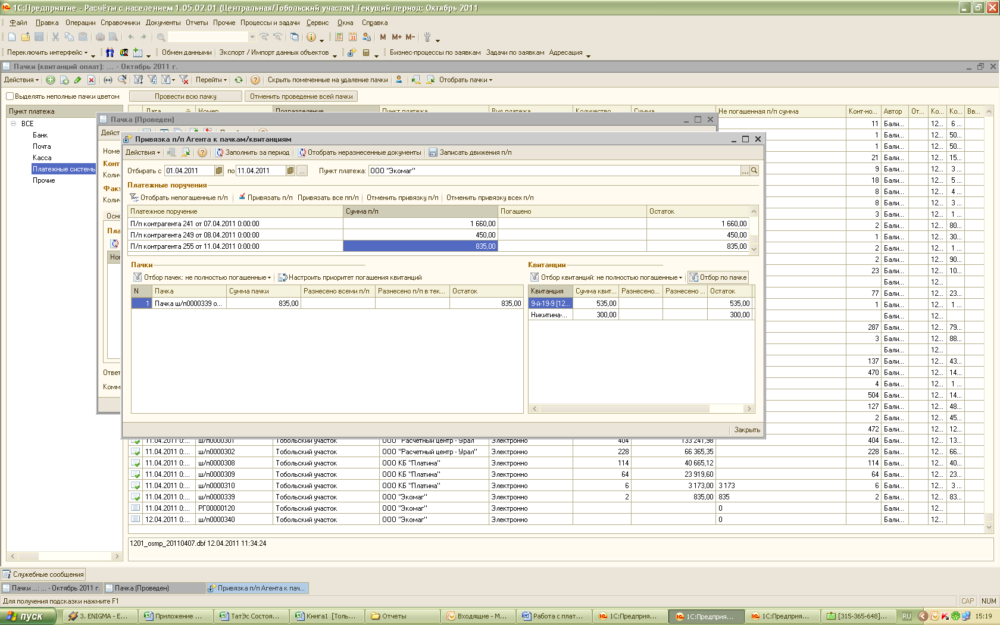 1С:Предприятие - Расчёты с населением 1.05.02.01 (Центральная/Тобольский участок) Текущий период: Октябрь 2011
Файл Правка Операции Справочники Документы Отчеты Прочие Процессы и задачи Сервис Окна Справка
M M+ M-
Переключить интерфейс Обмен данными Экспорт / Импорт данных объектов Бизнес-процессы по заявкам Задачи по заявкам Адресация
Пачки (квитанций оплат): ... - Октябрь 2011 г.
Действия Перейти Скрыть помеченные на удаление пачки Отобрать пачки
Выделять неполные пачки цветом Провести всю пачку Отменить проведение всей пачки
Пункт платежа
ВСЕ
Банк
Почта
Касса
Платежные системы
Прочие
Дата Номер Подразделение Пункт платежа Вид платежа Количество Сумма Не погашенная п/п сумма Конт-но... Автор От... Ко... Ко... Вв...
11 Бали... 12... 6 ...
1 Бали... 12... 50...
1 Бали... 12... 50...
21 Бали... 12... 15...
9 Бали... 12... 3 ...
18 Бали... 12... 5 ...
8 Бали... 12... 4 ...
8 Бали... 12... 3 ...
3 Бали... 12... 1 ...
2 Бали... 12... 80...
1 Бали... 12... 30...
2 Бали... 12... 1 ...
2 Бали... 12... 90...
23 Бали... 12... 10...
Бали... 12...
77 Бали... 12... 23...
1 Бали... 12... 1 ...
Бали... 12...
287 Бали... 12... 79...
3 Бали... 12... 88...
Бали... 12...
137 Бали... 12... 43...
470 Бали... 12... 14...
4 Бали... 12... 1 ...
504 Бали... 12... 14...
127 Бали... 12... 48...
2 Бали... 12... 45...
472 Бали... 12... 12...
Пачка (Проведен)
Дейст
Номе
Конт
Колич
Факт
Колич
Осно
Пла
Ном
Ответ
Комм
Привязка п/п Агента к пачкам/квитанциям
Действия Заполнить за период Отобрать неразнесенные документы Записать движения п/п
Отбирать с 01.04.2011 по 11.04.2011 ... Пункт платежа: ООО "Экомаг" ...
Платежные поручения
Отобрать непогашенные п/п Привязать п/п Привязать все пп/п Отменить привязку п/п Отменить привязку всех п/п
Платежное поручение Сумма п/п Погашено Остаток
П/п контрагента 241 от 07.04.2011 0:00:00 1 660,00 1 660,00
П/п контрагента 249 от 08.04.2011 0:00:00 450,00 450,00
П/п контрагента 255 от 11.04.2011 0:00:00 835,00 835,00
Пачки
Отбор пачек: не полностью погашенные Настроить приоритет погашения квитанций
N Пачка Сумма пачки Разнесено всеми п/п Разнесено п/п в тек... Остаток
1 Пачка ш/п0000339 о... 835,00 835,00
Квитанции
Отбор квитанций: не полностью погашенные Отбор по пачке
Квитанция Сумма квит... Разнесено... Разнесено ... Остаток
9-й-19-9 [12... 535,00 535,00
Никитина-... 300,00 300,00
Закрыть
11.04.2011 0:... ш/п0000301 Тобольский участок ООО "Расчетный центр - Урал" Электронно 404 133 241,98 404 Бали... 12... 13...
11.04.2011 0:... ш/п0000302 Тобольский участок ООО "Расчетный центр - Урал" Электронно 228 66 365,35 228 Бали... 12... 66...
11.04.2011 0:... ш/п0000308 Тобольский участок ООО КБ "Платина" Электронно 114 40 665,12 114 Бали... 12... 40...
11.04.2011 0:... ш/п0000309 Тобольский участок ООО КБ "Платина" Электронно 64 23 919,60 64 Бали... 12... 23...
11.04.2011 0:... ш/п0000310 Тобольский участок ООО КБ "Платина" Электронно 6 3 173,00 3 173 6 Бали... 12... 3 ...
11.04.2011 0:... ш/п0000339 Тобольский участок ООО "Экомаг" Электронно 2 835,00 835 2 Бали... 12... 83...
11.04.2011 0:... РГ00000120 Тобольский участок ООО "Экомаг" Электронно 0 Бали... 12...
12.04.2011 0:... ш/п0000340 Тобольский участок ООО "Экомаг" Электронно 0 Бали... 12...
1201_osmp_20110407.dbf 12.04.2011 11:34:24
Служебные сообщения
Пачки ...: ... - Октябрь 2011 г. Пачка (Проведен) Привязка п/п Агента к пач...
Для получения подсказки нажмите F1 CAP NUM
пуск 3. ENIGMA - E... Приложение ... ТатЭс Состоя... Книга1 [Толь... Отчеты Входящие - M... Работа с плат... 1С:Предприя... 1С:Предприя... 1С:Предприя... [315-365-648]... RU 15:19